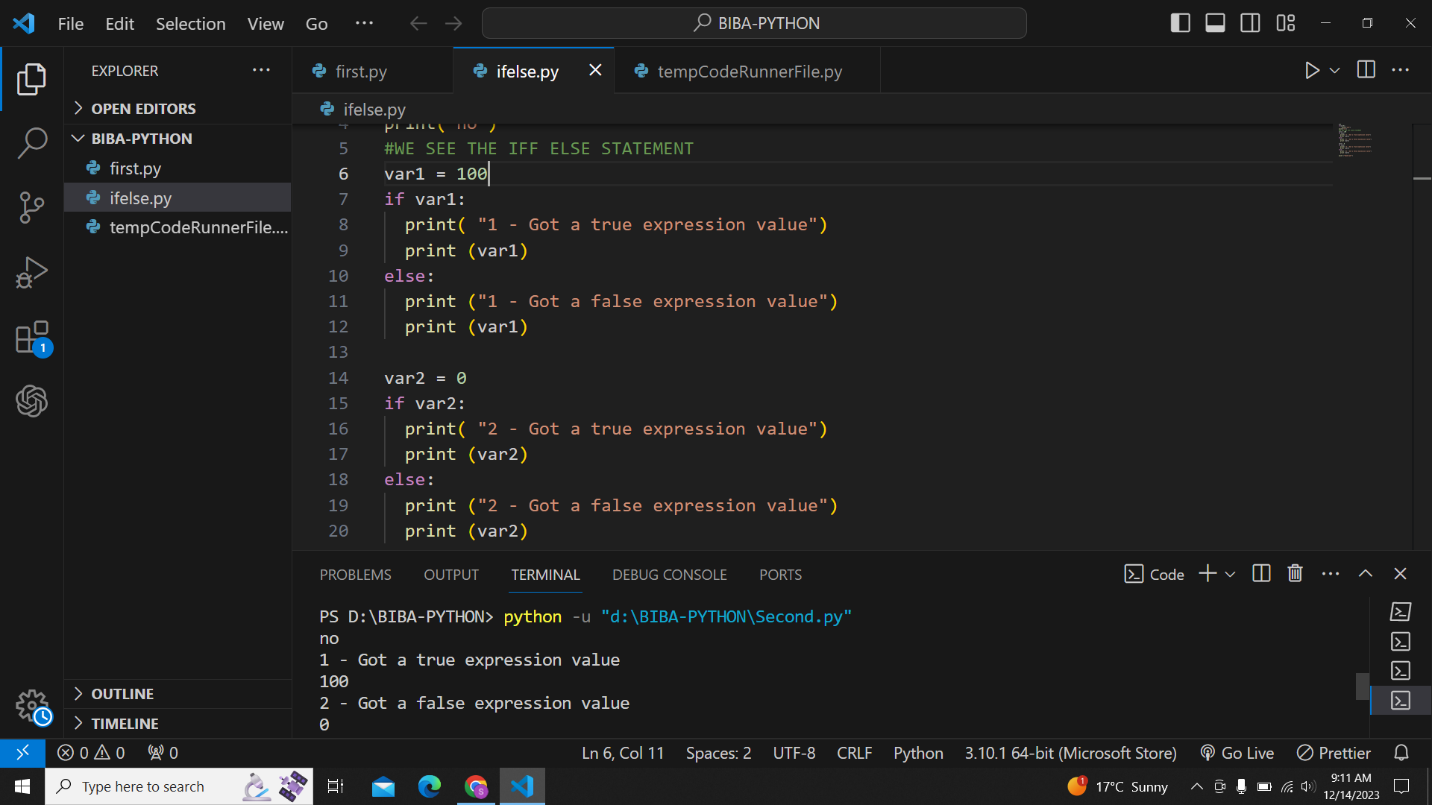 File Edit Selection View Go ··· BIBA-PYTHON
EXPLORER ···
first.py ifelse.py tempCodeRunnerFile.py
OPEN EDITORS
BIBA-PYTHON
first.py
ifelse.py
tempCodeRunnerFile....
OUTLINE
TIMELINE
ifelse.py
4 print( "no")
5 #WE SEE THE IFF ELSE STATEMENT
6 var1 = 100
7 if var1:
8 print( "1 - Got a true expression value")
9 print (var1)
10 else:
11 print ("1 - Got a false expression value")
12 print (var1)
13
14 var2 = 0
15 if var2:
16 print( "2 - Got a true expression value")
17 print (var2)
18 else:
19 print ("2 - Got a false expression value")
20 print (var2)
PROBLEMS OUTPUT TERMINAL DEBUG CONSOLE PORTS Code
PS D:\BIBA-PYTHON> python -u "d:\BIBA-PYTHON\Second.py"
no
1 - Got a true expression value
100
2 - Got a false expression value
0
1
0 0 0 Ln 6, Col 11 Spaces: 2 UTF-8 CRLF Python 3.10.1 64-bit (Microsoft Store) Go Live Prettier
Type here to search 1 17°C Sunny 9:11 AM
12/14/2023